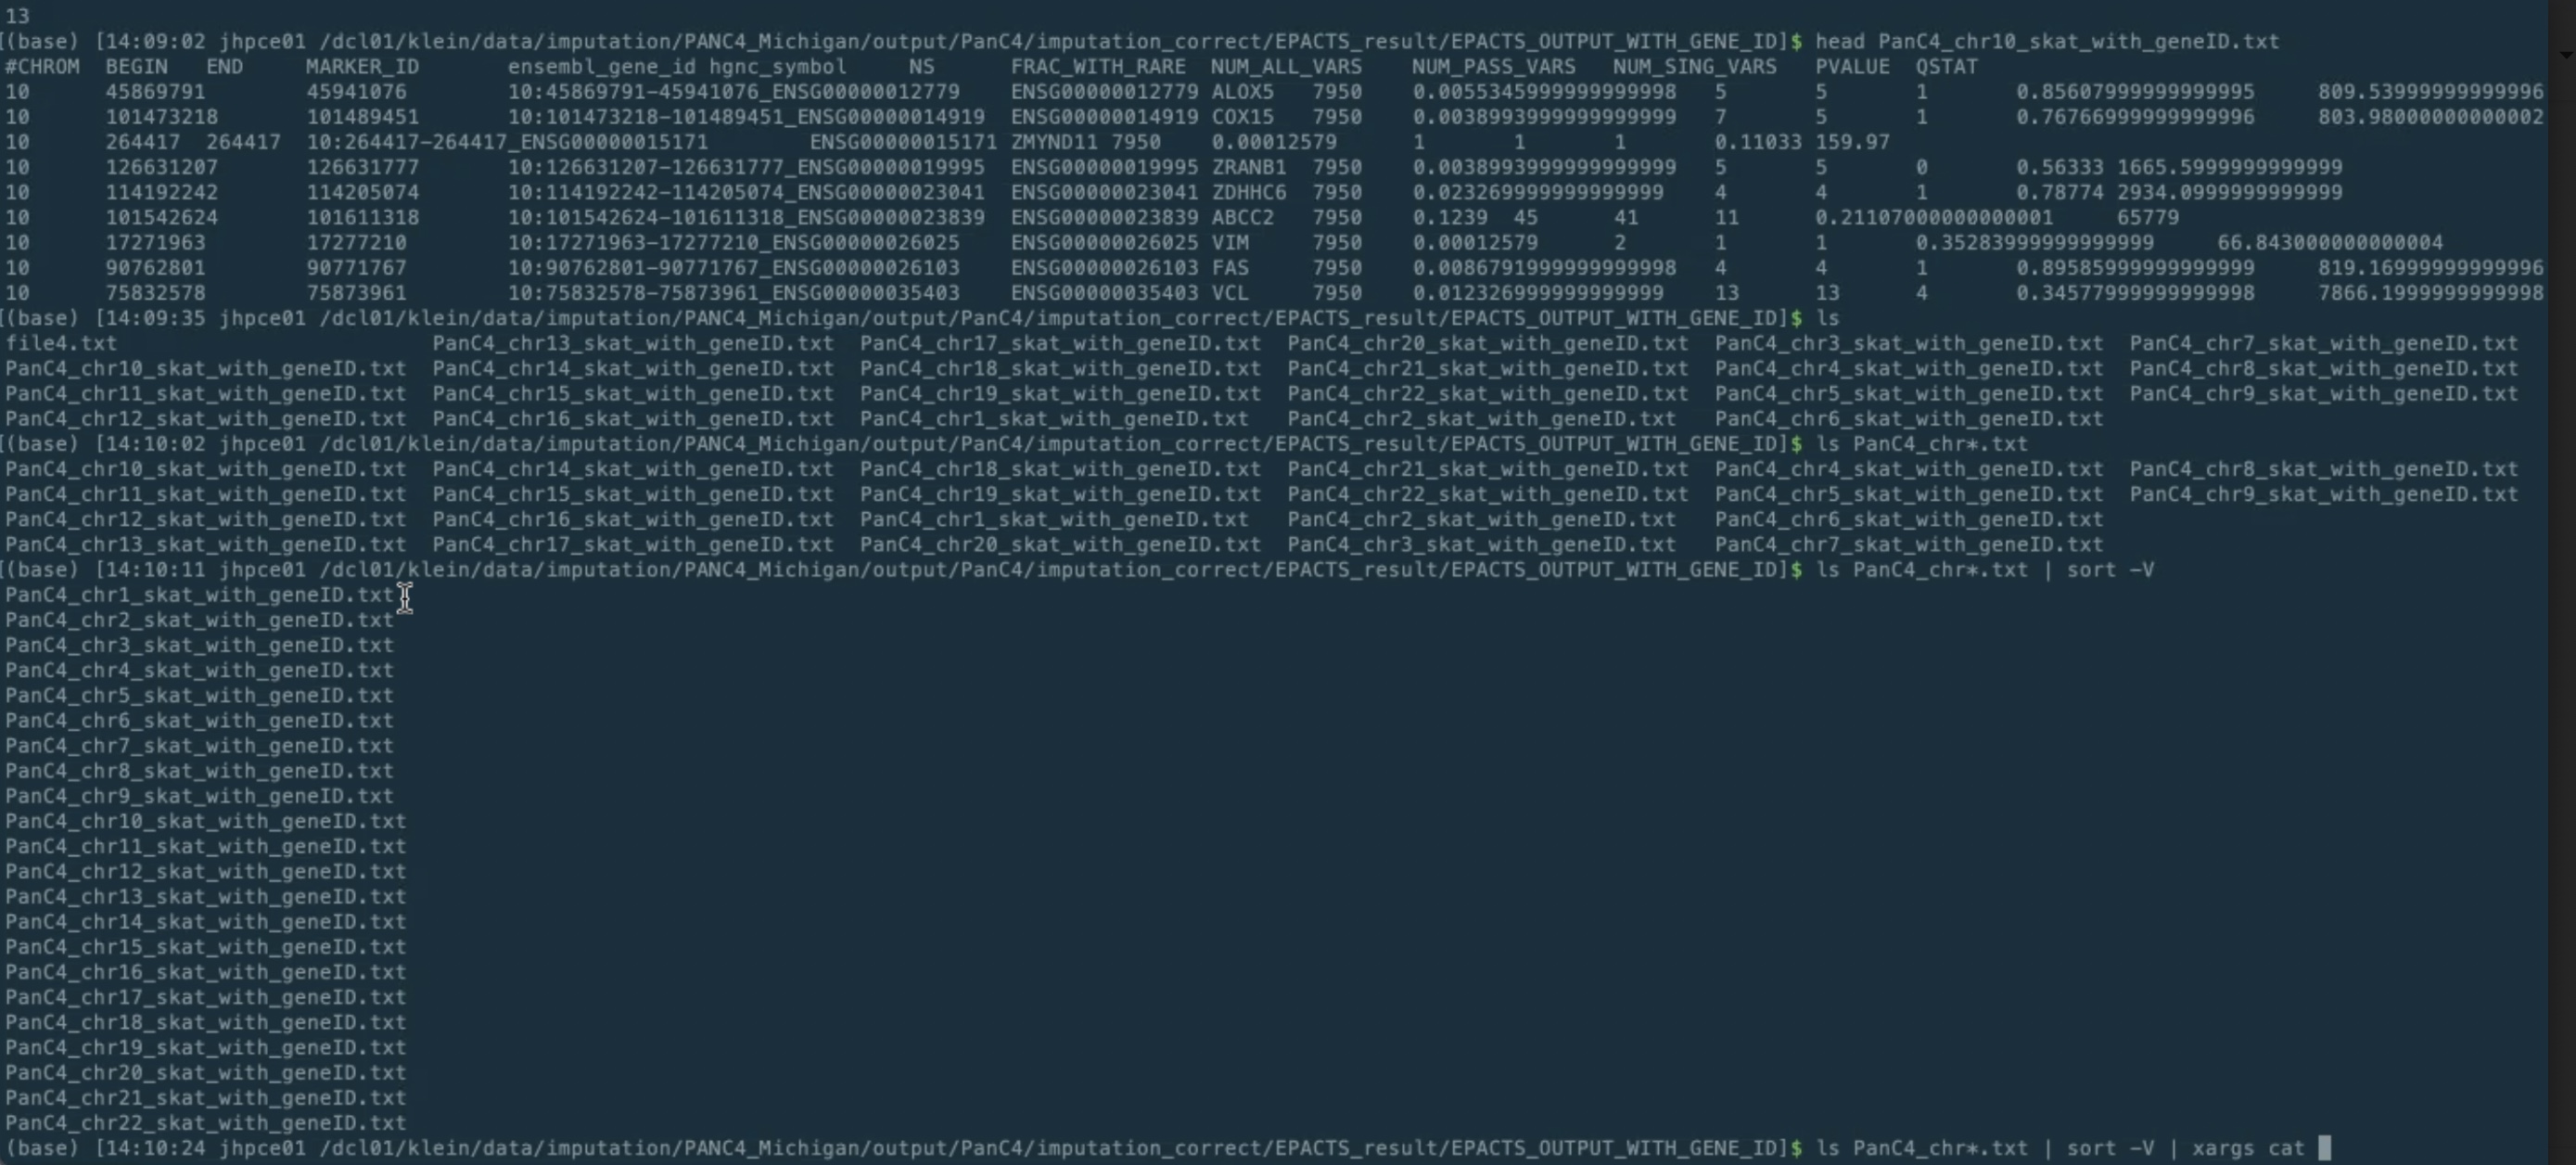 13
[(base) [14:09:02 jhpce01 /dcl01/klein/data/imputation/PANC4_Michigan/output/PanC4/imputation_correct/EPACTS_result/EPACTS_OUTPUT_WITH_GENE_ID]$ head PanC4_chr10_skat_with_geneID.txt
#CHROM BEGIN END MARKER_ID ensembl_gene_id hgnc_symbol NS FRAC_WITH_RARE NUM_ALL_VARS NUM_PASS_VARS NUM_SING_VARS PVALUE QSTAT
10 45869791 45941076 10:45869791-45941076_ENSG00000012779 ENSG00000012779 ALOX5 7950 0.0055345999999999998 5 5 1 0.85607999999999995 809.53999999999996
10 101473218 101489451 10:101473218-101489451_ENSG00000014919 ENSG00000014919 COX15 7950 0.0038993999999999999 7 5 1 0.76766999999999996 803.98000000000002
10 264417 264417 10:264417-264417_ENSG00000015171 ENSG00000015171 ZMYND11 7950 0.00012579 1 1 1 0.11033 159.97
10 126631207 126631777 10:126631207-126631777_ENSG00000019995 ENSG00000019995 ZRANB1 7950 0.0038993999999999999 5 5 0 0.56333 1665.5999999999999
10 114192242 114205074 10:114192242-114205074_ENSG00000023041 ENSG00000023041 ZDHHC6 7950 0.023269999999999999 4 4 1 0.78774 2934.0999999999999
10 101542624 101611318 10:101542624-101611318_ENSG00000023839 ENSG00000023839 ABCC2 7950 0.1239 45 41 11 0.21107000000000001 65779
10 17271963 17277210 10:17271963-17277210_ENSG00000026025 ENSG00000026025 VIM 7950 0.00012579 2 1 1 0.35283999999999999 66.843000000000004
10 90762801 90771767 10:90762801-90771767_ENSG00000026103 ENSG00000026103 FAS 7950 0.0086791999999999998 4 4 1 0.89585999999999999 819.16999999999996
10 75832578 75873961 10:75832578-75873961_ENSG00000035403 ENSG00000035403 VCL 7950 0.012326999999999999 13 13 4 0.34577999999999998 7866.1999999999998
[(base) [14:09:35 jhpce01 /dcl01/klein/data/imputation/PANC4_Michigan/output/PanC4/imputation_correct/EPACTS_result/EPACTS_OUTPUT_WITH_GENE_ID]$ ls
file4.txt PanC4_chr13_skat_with_geneID.txt PanC4_chr17_skat_with_geneID.txt PanC4_chr20_skat_with_geneID.txt PanC4_chr3_skat_with_geneID.txt PanC4_chr7_skat_with_geneID.txt
PanC4_chr10_skat_with_geneID.txt PanC4_chr14_skat_with_geneID.txt PanC4_chr18_skat_with_geneID.txt PanC4_chr21_skat_with_geneID.txt PanC4_chr4_skat_with_geneID.txt PanC4_chr8_skat_with_geneID.txt
PanC4_chr11_skat_with_geneID.txt PanC4_chr15_skat_with_geneID.txt PanC4_chr19_skat_with_geneID.txt PanC4_chr22_skat_with_geneID.txt PanC4_chr5_skat_with_geneID.txt PanC4_chr9_skat_with_geneID.txt
PanC4_chr12_skat_with_geneID.txt PanC4_chr16_skat_with_geneID.txt PanC4_chr1_skat_with_geneID.txt PanC4_chr2_skat_with_geneID.txt PanC4_chr6_skat_with_geneID.txt
[(base) [14:10:02 jhpce01 /dcl01/klein/data/imputation/PANC4_Michigan/output/PanC4/imputation_correct/EPACTS_result/EPACTS_OUTPUT_WITH_GENE_ID]$ ls PanC4_chr*.txt
PanC4_chr10_skat_with_geneID.txt PanC4_chr14_skat_with_geneID.txt PanC4_chr18_skat_with_geneID.txt PanC4_chr21_skat_with_geneID.txt PanC4_chr4_skat_with_geneID.txt PanC4_chr8_skat_with_geneID.txt
PanC4_chr11_skat_with_geneID.txt PanC4_chr15_skat_with_geneID.txt PanC4_chr19_skat_with_geneID.txt PanC4_chr22_skat_with_geneID.txt PanC4_chr5_skat_with_geneID.txt PanC4_chr9_skat_with_geneID.txt
PanC4_chr12_skat_with_geneID.txt PanC4_chr16_skat_with_geneID.txt PanC4_chr1_skat_with_geneID.txt PanC4_chr2_skat_with_geneID.txt PanC4_chr6_skat_with_geneID.txt
PanC4_chr13_skat_with_geneID.txt PanC4_chr17_skat_with_geneID.txt PanC4_chr20_skat_with_geneID.txt PanC4_chr3_skat_with_geneID.txt PanC4_chr7_skat_with_geneID.txt
[(base) [14:10:11 jhpce01 /dcl01/klein/data/imputation/PANC4_Michigan/output/PanC4/imputation_correct/EPACTS_result/EPACTS_OUTPUT_WITH_GENE_ID]$ ls PanC4_chr*.txt | sort -V
PanC4_chr1_skat_with_geneID.txt
PanC4_chr2_skat_with_geneID.txt
PanC4_chr3_skat_with_geneID.txt
PanC4_chr4_skat_with_geneID.txt
PanC4_chr5_skat_with_geneID.txt
PanC4_chr6_skat_with_geneID.txt
PanC4_chr7_skat_with_geneID.txt
PanC4_chr8_skat_with_geneID.txt
PanC4_chr9_skat_with_geneID.txt
PanC4_chr10_skat_with_geneID.txt
PanC4_chr11_skat_with_geneID.txt
PanC4_chr12_skat_with_geneID.txt
PanC4_chr13_skat_with_geneID.txt
PanC4_chr14_skat_with_geneID.txt
PanC4_chr15_skat_with_geneID.txt
PanC4_chr16_skat_with_geneID.txt
PanC4_chr17_skat_with_geneID.txt
PanC4_chr18_skat_with_geneID.txt
PanC4_chr19_skat_with_geneID.txt
PanC4_chr20_skat_with_geneID.txt
PanC4_chr21_skat_with_geneID.txt
PanC4_chr22_skat_with_geneID.txt
(base) [14:10:24 jhpce01 /dcl01/klein/data/imputation/PANC4_Michigan/output/PanC4/imputation_correct/EPACTS_result/EPACTS_OUTPUT_WITH_GENE_ID]$ ls PanC4_chr*.txt | sort -V | xargs cat